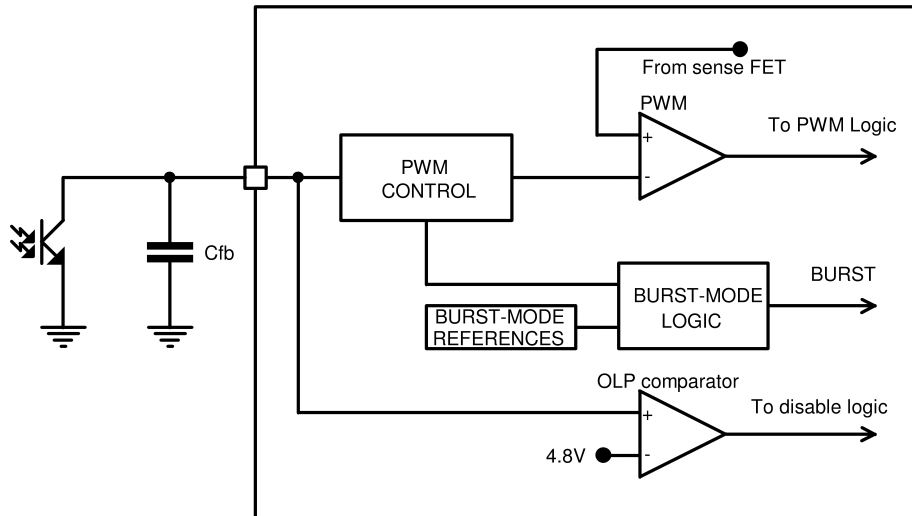 From sense FET
PWM
+
-
To PWM Logic
PWM
CONTROL
Cfb
BURST
BURST-MODE
LOGIC
BURST-MODE
REFERENCES
OLP comparator
+
-
4.8V
To disable logic